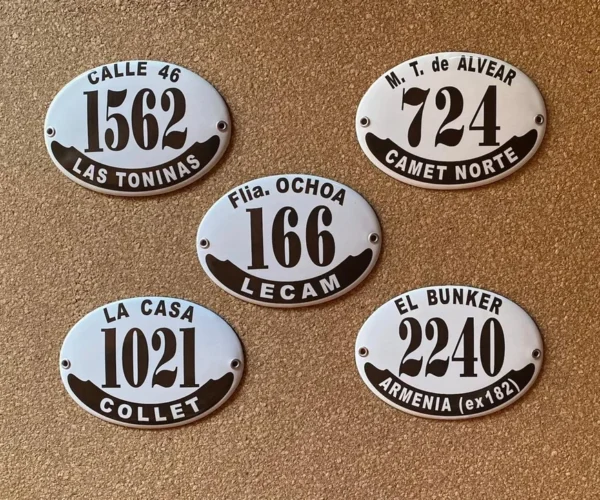 CALLE 46
1562
LAS TONINAS
M. T. de ALVEAR
724
CAMET NORTE
Flia. OCHOA
166
LECAM
LA CASA
1021
COLLET
EL BUNKER
2240
ARMENIA (ex182)